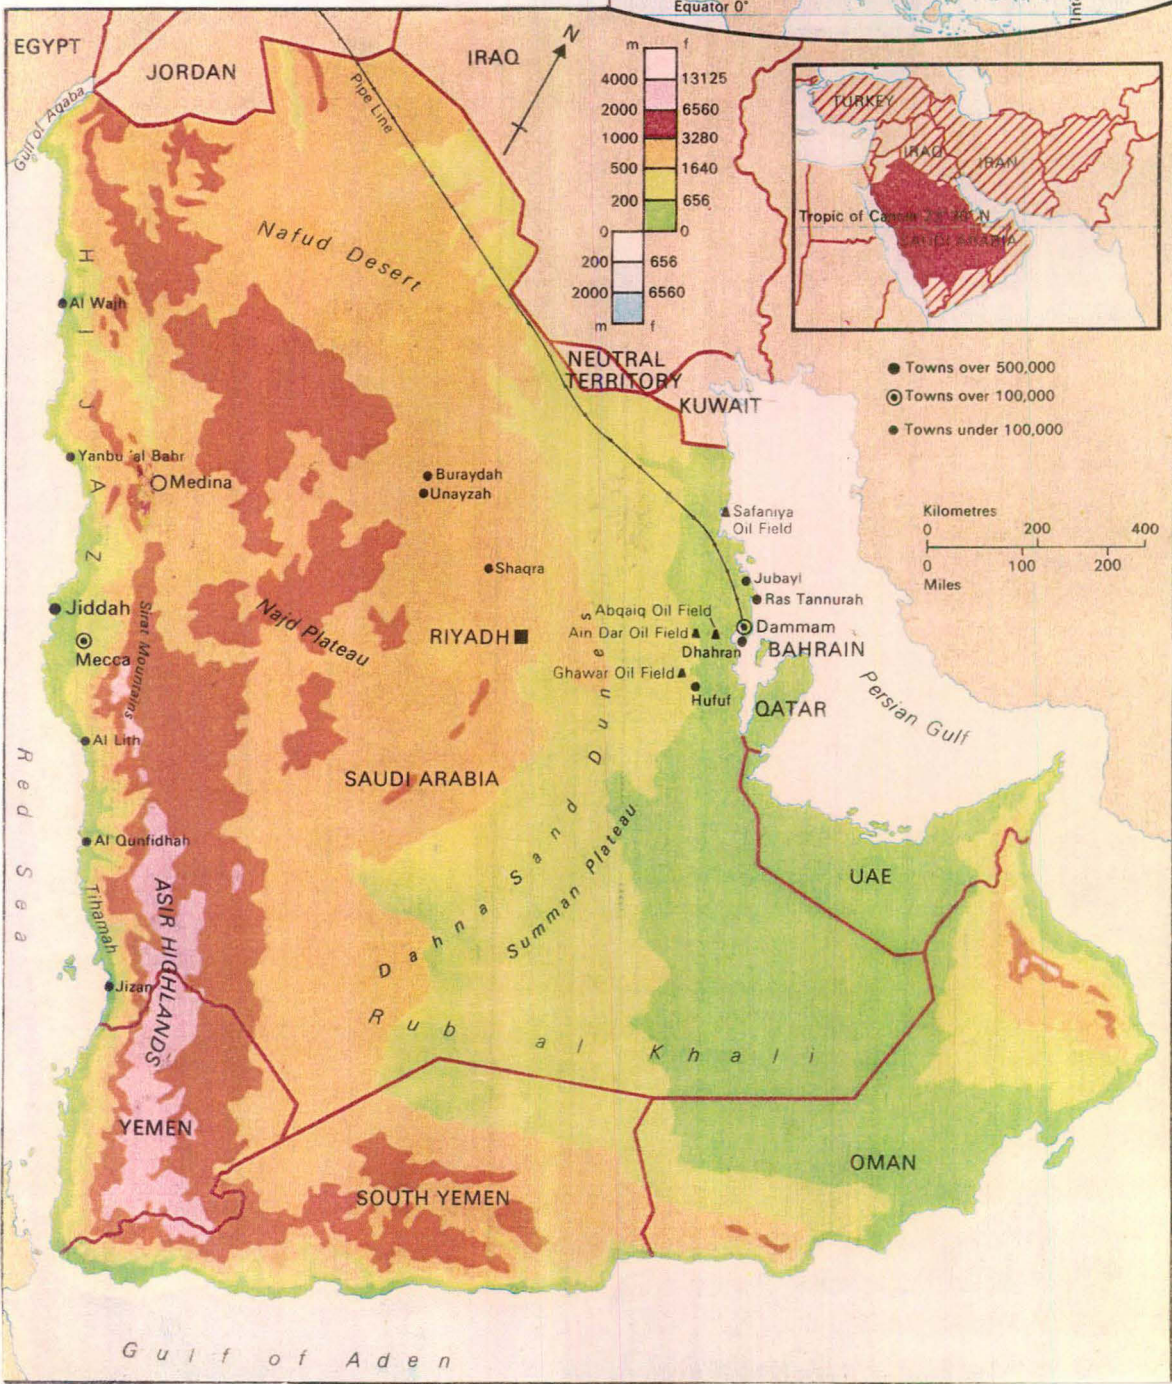 Equator 0°
Int
EGYPT
JORDAN
IRAQ
N
Gulf of Aqaba
Pipe Line
m f
4000 13125
2000 6560
1000 3280
500 1640
200 656
0 0
200 656
2000 6560
m f
TURKEY
IRAQ
IRAN
Tropic of Cancer 23° 30' N
SAUDI ARABIA
Nafud Desert
HIJAZ
Al Wajh
NEUTRAL
TERRITORY
KUWAIT
Towns over 500,000
Towns over 100,000
Towns under 100,000
Yanbu 'al Bahr
Medina
Buraydah
Unayzah
Safaniya
Oil Field
Kilometres
0 200 400
0 100 200
Miles
Shaqra
Jubayl
Ras Tannurah
Jiddah
Mecca
Sirat Mountains
Najd Plateau
RIYADH
Abqaiq Oil Field
Ain Dar Oil Field
Dammam
Dhahran
BAHRAIN
Ghawar Oil Field
Hufuf
QATAR
Persian Gulf
Al Lith
SAUDI ARABIA
Red Sea
Dahna Sand Dunes
Summan Plateau
Al Qunfidhah
Tihamah
ASIR HIGHLANDS
UAE
Jizan
Rub al Khali
YEMEN
SOUTH YEMEN
OMAN
Gulf of Aden